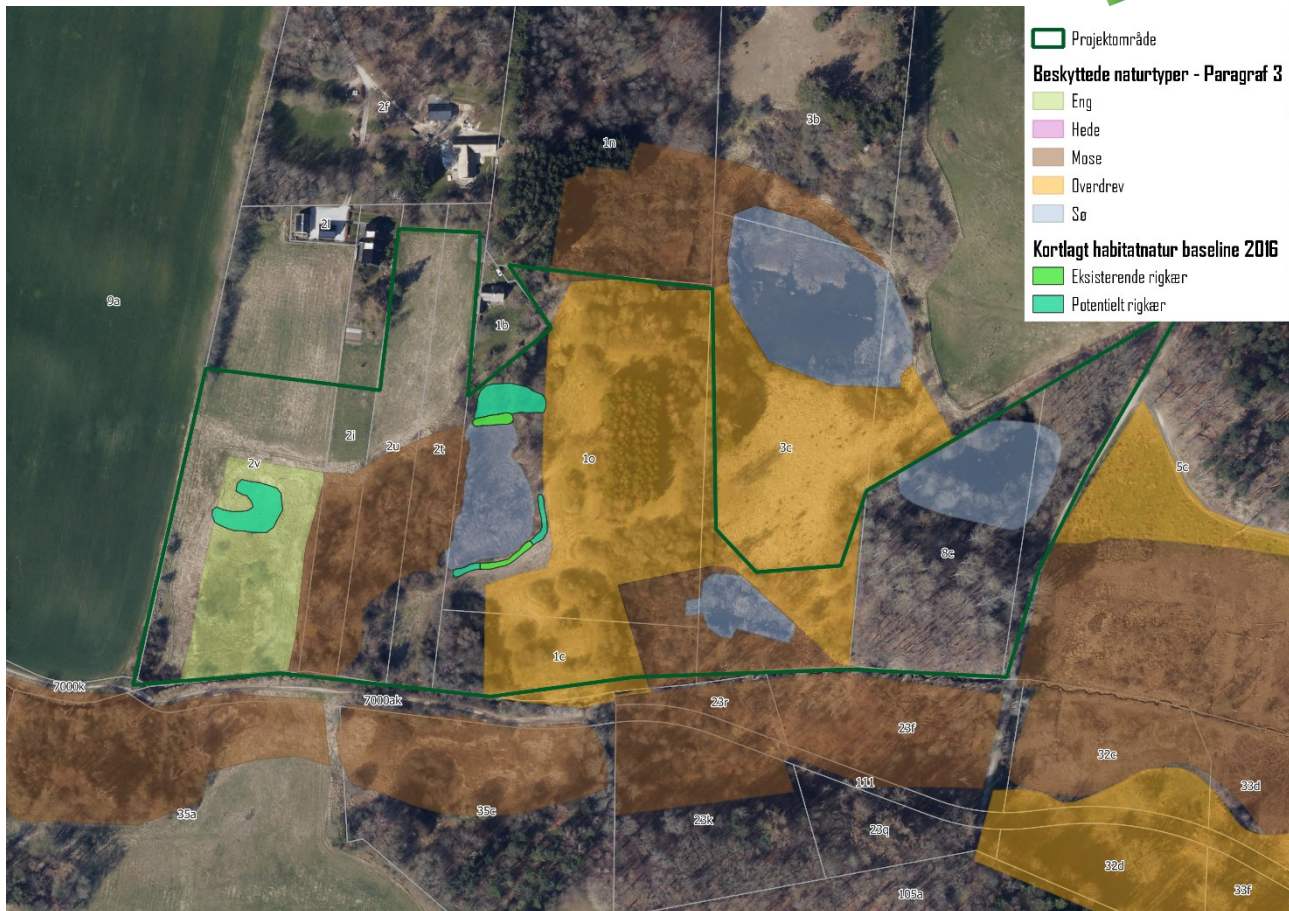 Projektområde
Beskyttede naturtyper - Paragraf 3
Eng
Hede
Mose
Overdrev
Sø
Kortlagt habitatnatur baseline 2016
Eksisterende rigkær
Potentielt rigkær
2f
3b
1n
2l
9a
1b
2i
2u
2t
1o
3c
2v
5c
8c
1c
7000k
7000ak
23r
23f
32c
111
33d
35a
35c
23k
23q
32d
33f
105a